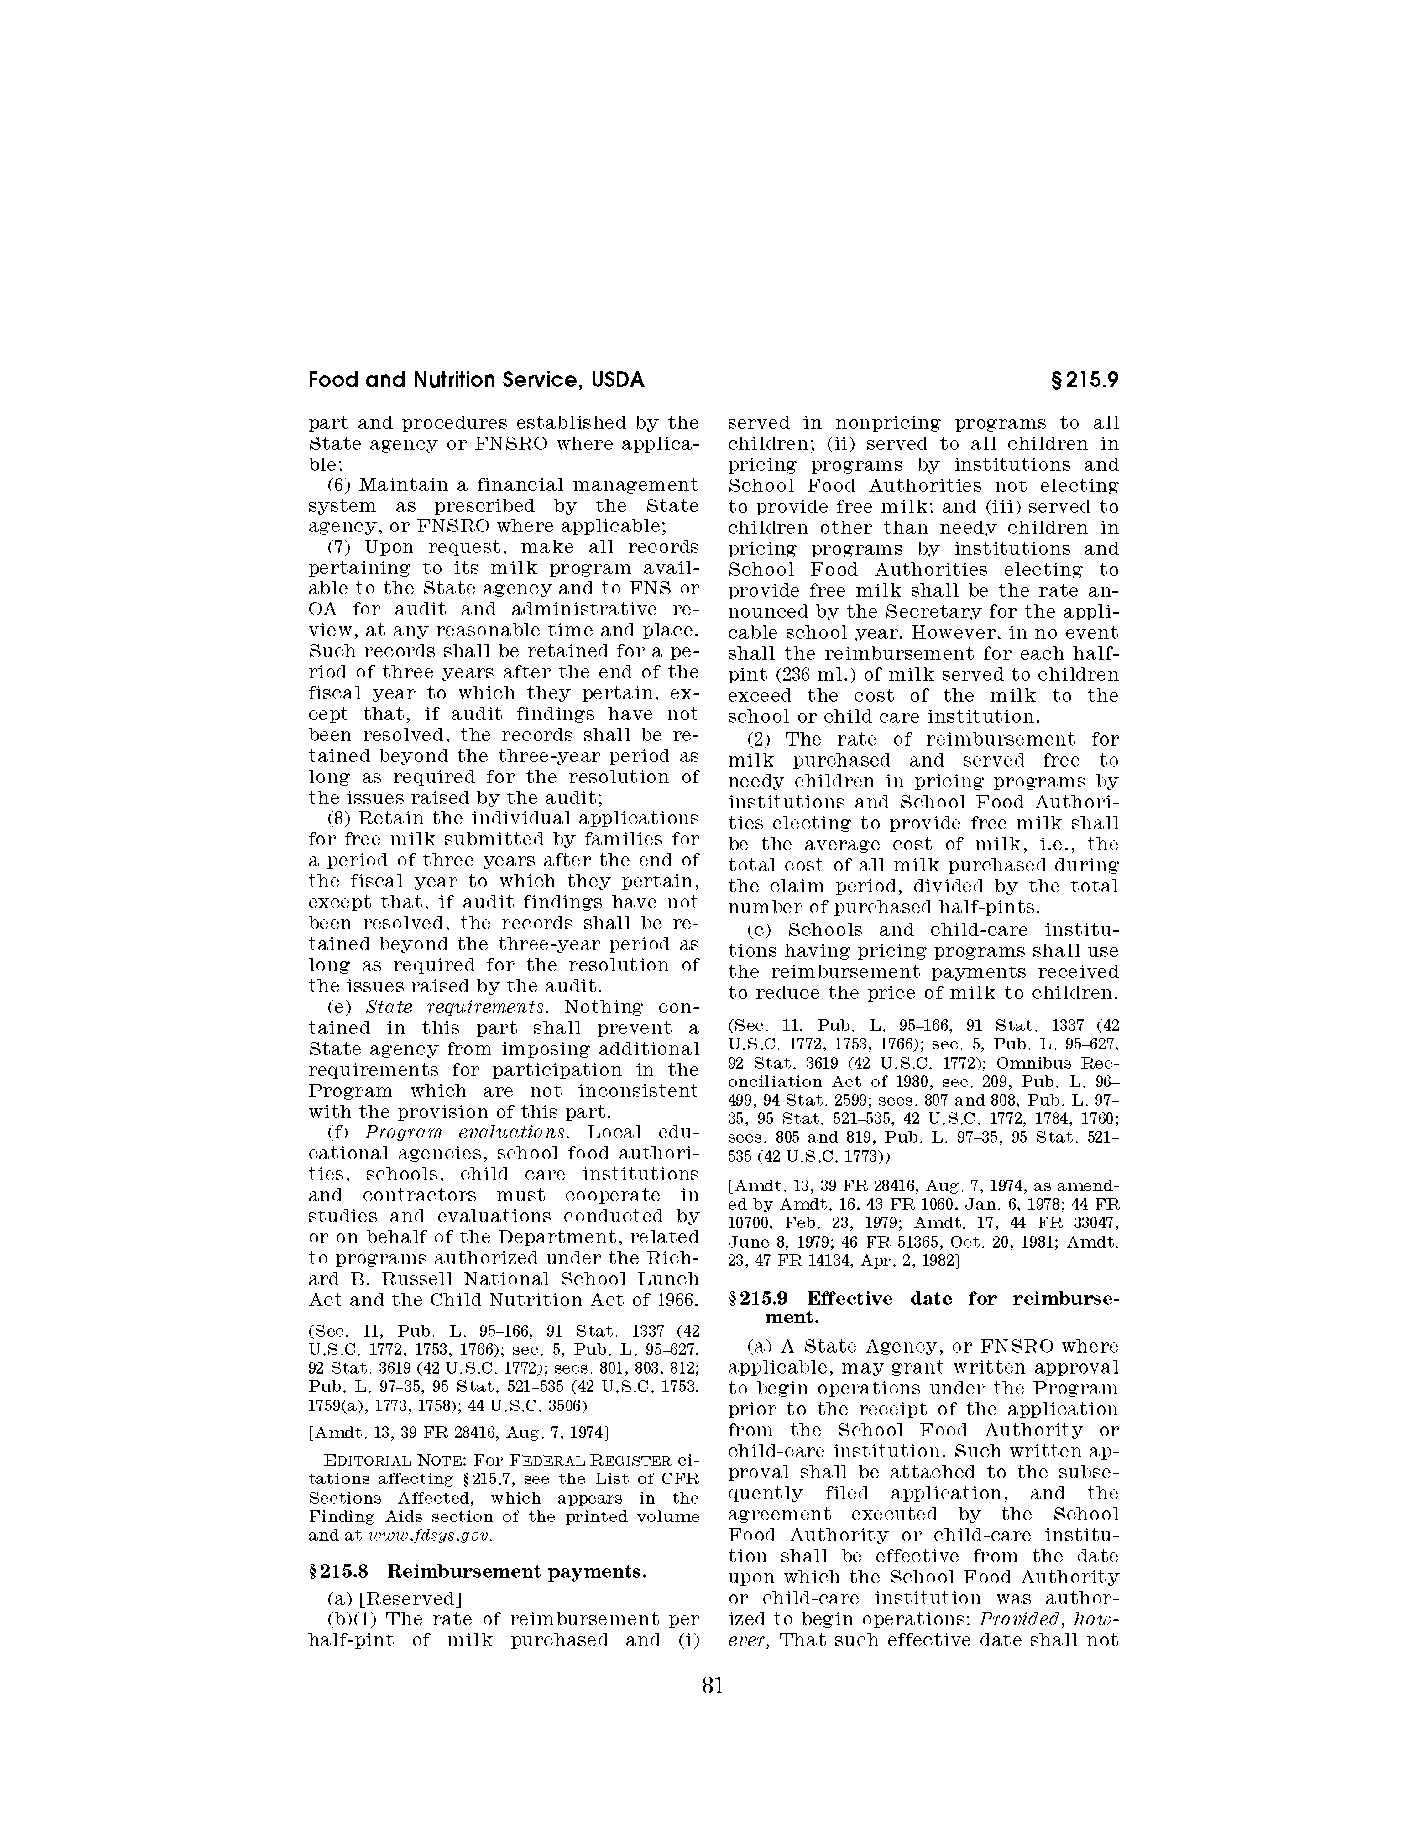 Food and Nutrition Service, USDA
§ 215.9
part and procedures established by the
State agency or FNSRO where applica-
ble;
(6) Maintain a financial management
system as prescribed by the State
agency, or FNSRO where applicable;
(7) Upon request, make all records
pertaining to its milk program avail-
able to the State agency and to FNS or
OA for audit and administrative re-
view, at any reasonable time and place.
Such records shall be retained for a pe-
riod of three years after the end of the
fiscal year to which they pertain, ex-
cept that, if audit findings have not
been resolved, the records shall be re-
tained beyond the three-year period as
long as required for the resolution of
the issues raised by the audit;
(8) Retain the individual applications
for free milk submitted by families for
a period of three years after the end of
the fiscal year to which they pertain,
except that, if audit findings have not
been resolved, the records shall be re-
tained beyond the three-year period as
long as required for the resolution of
the issues raised by the audit.
(e) State requirements. Nothing con-
tained in this part shall prevent a
State agency from imposing additional
requirements for participation in the
Program which are not inconsistent
with the provision of this part.
(f) Program evaluations. Local edu-
cational agencies, school food authori-
ties, schools, child care institutions
and contractors must cooperate in
studies and evaluations conducted by
or on behalf of the Department, related
to programs authorized under the Rich-
ard B. Russell National School Lunch
Act and the Child Nutrition Act of 1966.
(Sec. 11, Pub. L. 95–166, 91 Stat. 1337 (42
U.S.C. 1772, 1753, 1766); sec. 5, Pub. L. 95–627,
92 Stat. 3619 (42 U.S.C. 1772); secs. 801, 803, 812;
Pub. L. 97–35, 95 Stat. 521–535 (42 U.S.C. 1753,
1759(a), 1773, 1758); 44 U.S.C. 3506)
[Amdt. 13, 39 FR 28416, Aug. 7, 1974]
EDITORIAL NOTE: For FEDERAL REGISTER ci-
tations affecting § 215.7, see the List of CFR
Sections Affected, which appears in the
Finding Aids section of the printed volume
and at www.fdsys.gov.
§ 215.8 Reimbursement payments.
(a) [Reserved]
(b)(1) The rate of reimbursement per
half-pint of milk purchased and (i)
served in nonpricing programs to all
children; (ii) served to all children in
pricing programs by institutions and
School Food Authorities not electing
to provide free milk; and (iii) served to
children other than needy children in
pricing programs by institutions and
School Food Authorities electing to
provide free milk shall be the rate an-
nounced by the Secretary for the appli-
cable school year. However, in no event
shall the reimbursement for each half-
pint (236 ml.) of milk served to children
exceed the cost of the milk to the
school or child care institution.
(2) The rate of reimbursement for
milk purchased and served free to
needy children in pricing programs by
institutions and School Food Authori-
ties electing to provide free milk shall
be the average cost of milk, i.e., the
total cost of all milk purchased during
the claim period, divided by the total
number of purchased half-pints.
(c) Schools and child-care institu-
tions having pricing programs shall use
the reimbursement payments received
to reduce the price of milk to children.
(Sec. 11, Pub. L. 95–166, 91 Stat. 1337 (42
U.S.C. 1772, 1753, 1766); sec. 5, Pub. L. 95–627,
92 Stat. 3619 (42 U.S.C. 1772); Omnibus Rec-
onciliation Act of 1980, sec. 209, Pub. L. 96–
499, 94 Stat. 2599; secs. 807 and 808, Pub. L. 97–
35, 95 Stat. 521–535, 42 U.S.C. 1772, 1784, 1760;
secs. 805 and 819, Pub. L. 97–35, 95 Stat. 521–
535 (42 U.S.C. 1773))
[Amdt. 13, 39 FR 28416, Aug. 7, 1974, as amend-
ed by Amdt. 16, 43 FR 1060, Jan. 6, 1978; 44 FR
10700, Feb. 23, 1979; Amdt. 17, 44 FR 33047,
June 8, 1979; 46 FR 51365, Oct. 20, 1981; Amdt.
23, 47 FR 14134, Apr. 2, 1982]
§ 215.9 Effective date for reimburse-
ment.
(a) A State Agency, or FNSRO where
applicable, may grant written approval
to begin operations under the Program
prior to the receipt of the application
from the School Food Authority or
child-care institution. Such written ap-
proval shall be attached to the subse-
quently filed application, and the
agreement executed by the School
Food Authority or child-care institu-
tion shall be effective from the date
upon which the School Food Authority
or child-care institution was author-
ized to begin operations: Provided, how-
ever, That such effective date shall not
81